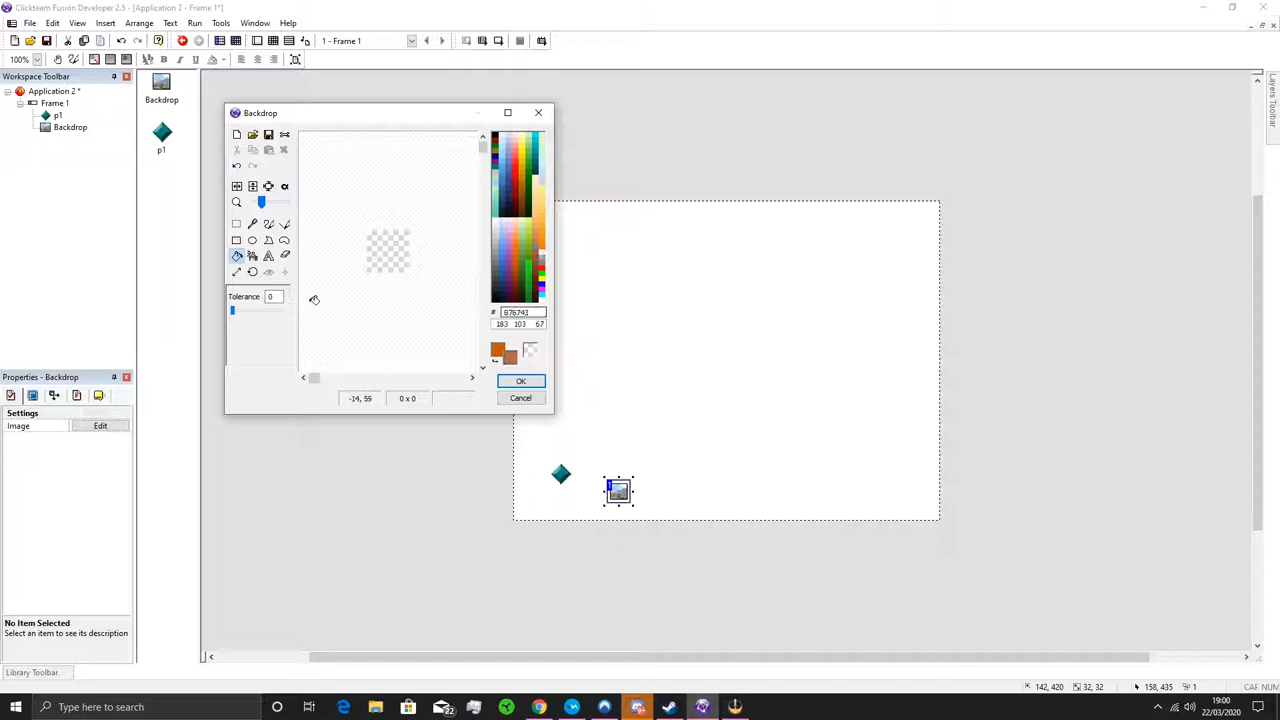 Clickteam Fusion Developer 2.5 - [Application 2 - Frame 1*]
File Edit View Insert Arrange Text Run Tools Backdrop Window Help
1 - Frame 1
100%
Workspace Toolbar
Application 2 *
Frame 1
p1
Backdrop
Backdrop
p1
Backdrop
Tolerance 0
# 676743
183 103 67
OK
Cancel
-14, 59
0 x 0
Layers Toolbar
Properties - Backdrop
Settings
Image Edit
No Item Selected
Select an item to see its description
Library Toolbar
142, 420 32, 32 158, 435 1 CAP NUM
Type here to search
22
19:00
22/03/2020